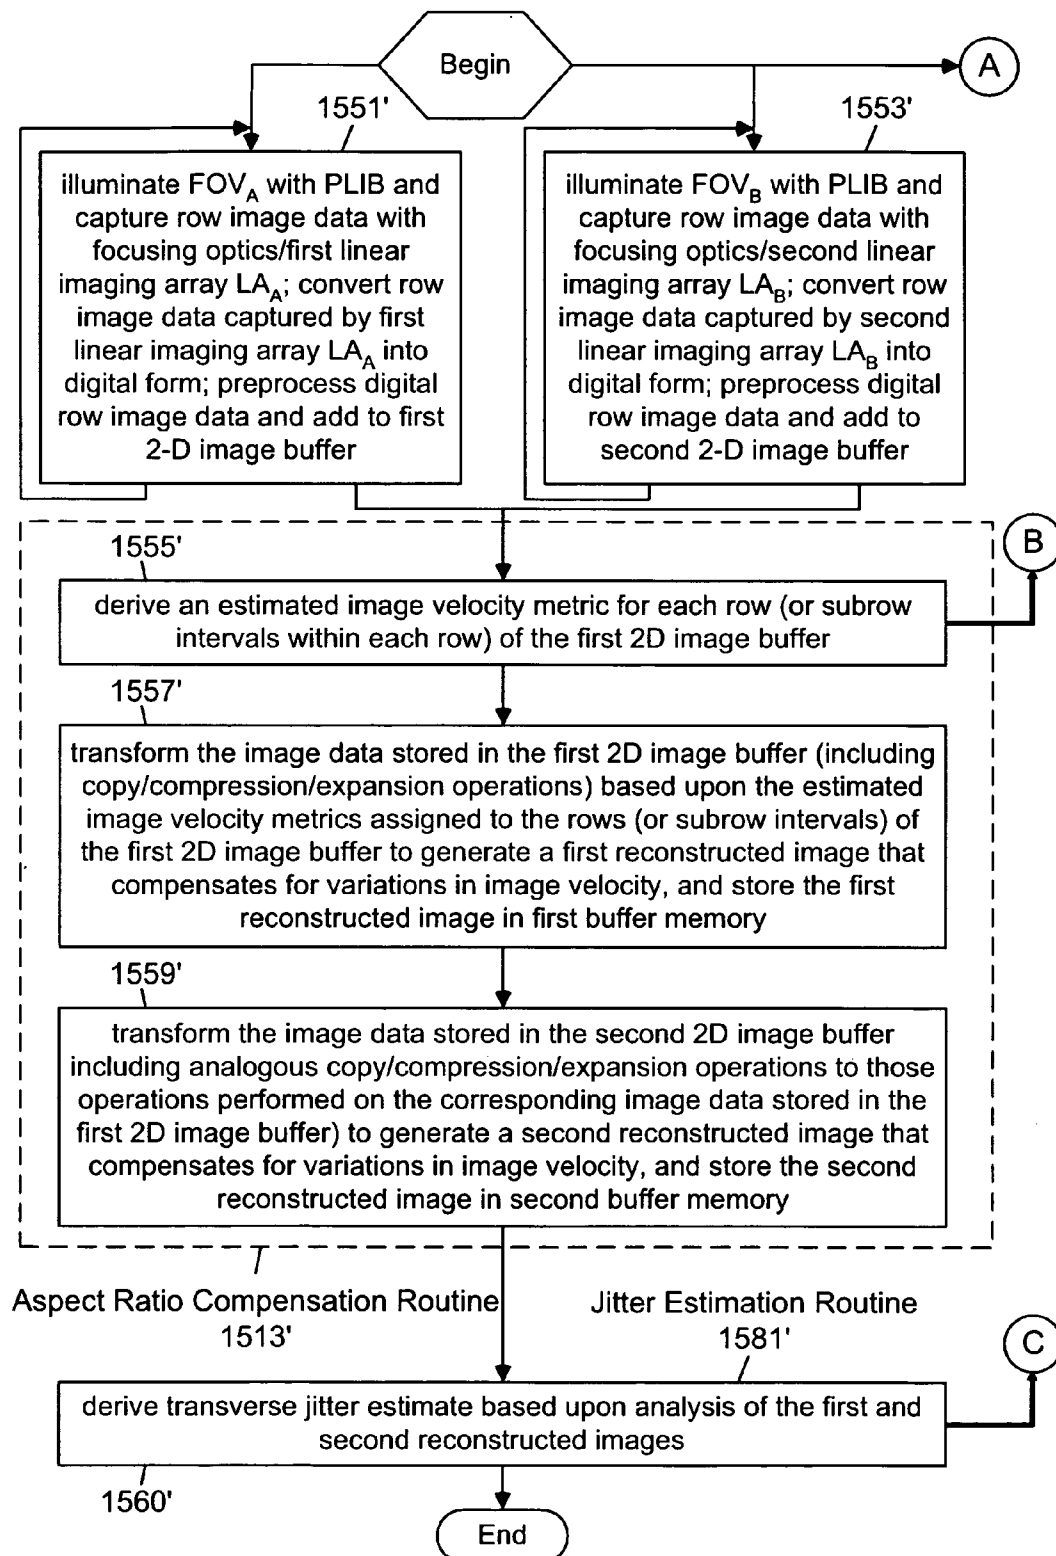 Begin
A
1551'
1553'
illuminate FOV_A with PLIB and
capture row image data with
focusing optics/first linear
imaging array LA_A; convert row
image data captured by first
linear imaging array LA_A into
digital form; preprocess digital
row image data and add to first
2-D image buffer
illuminate FOV_B with PLIB and
capture row image data with
focusing optics/second linear
imaging array LA_B; convert row
image data captured by second
linear imaging array LA_B into
digital form; preprocess digital
row image data and add to
second 2-D image buffer
B
1555'
derive an estimated image velocity metric for each row (or subrow
intervals within each row) of the first 2D image buffer
1557'
transform the image data stored in the first 2D image buffer (including
copy/compression/expansion operations) based upon the estimated
image velocity metrics assigned to the rows (or subrow intervals) of
the first 2D image buffer to generate a first reconstructed image that
compensates for variations in image velocity, and store the first
reconstructed image in first buffer memory
1559'
transform the image data stored in the second 2D image buffer
including analogous copy/compression/expansion operations to those
operations performed on the corresponding image data stored in the
first 2D image buffer) to generate a second reconstructed image that
compensates for variations in image velocity, and store the second
reconstructed image in second buffer memory
Aspect Ratio Compensation Routine
1513'
Jitter Estimation Routine
1581'
C
derive transverse jitter estimate based upon analysis of the first and
second reconstructed images
1560'
End